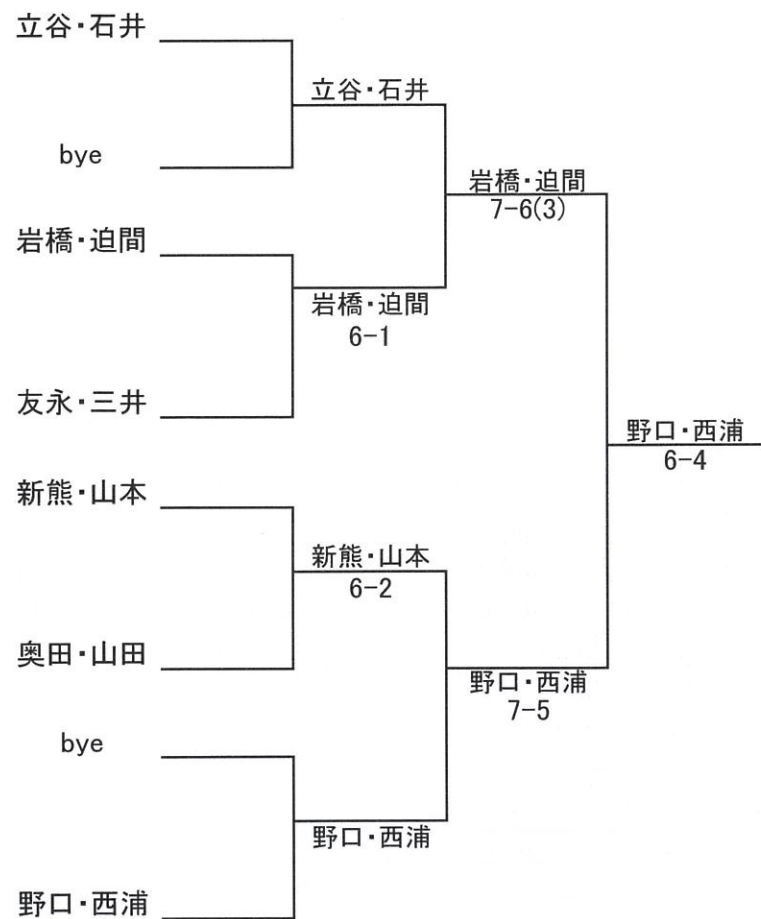 立谷・石井
立谷・石井
bye
岩橋・迫間
7-6(3)
岩橋・迫間
岩橋・迫間
6-1
友永・三井
野口・西浦
6-4
新熊・山本
新熊・山本
6-2
奥田・山田
野口・西浦
7-5
bye
野口・西浦
野口・西浦